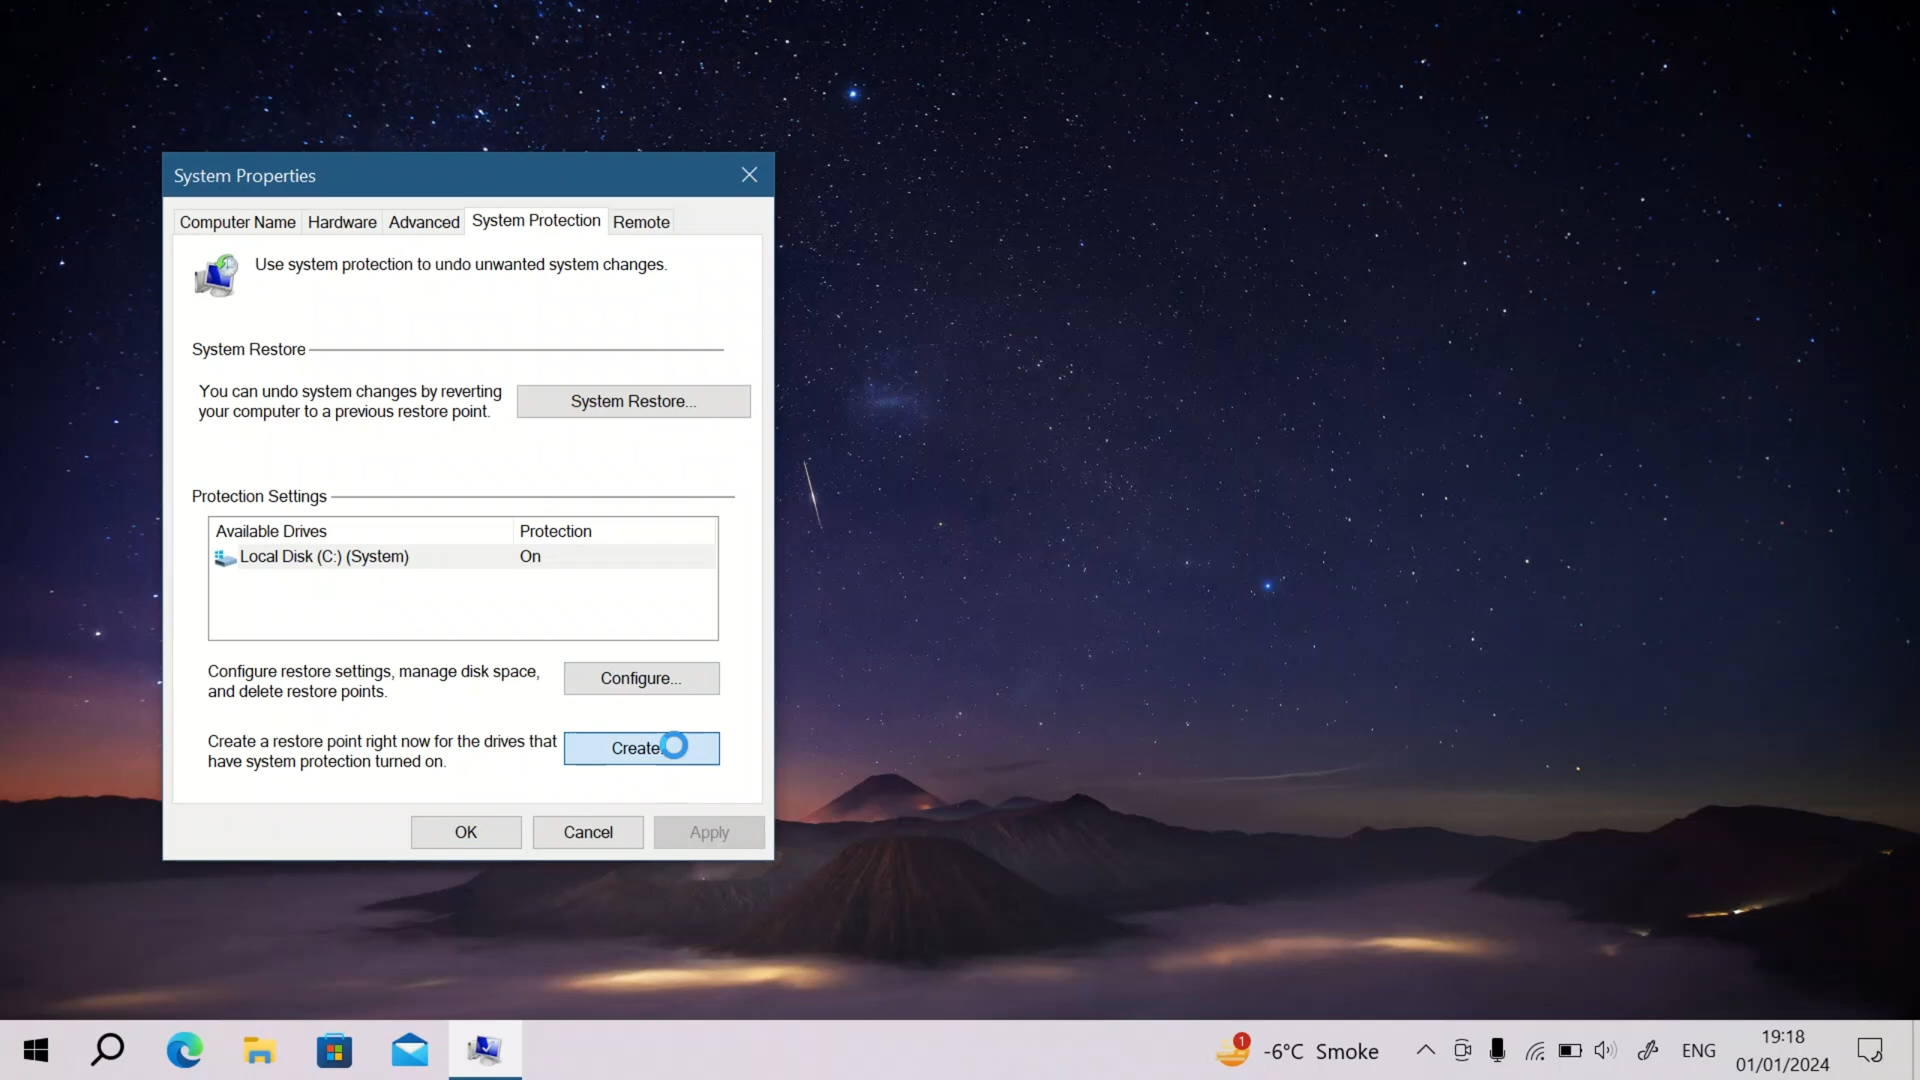 System Properties
Computer Name Hardware Advanced System Protection Remote
Use system protection to undo unwanted system changes.
System Restore
You can undo system changes by reverting
your computer to a previous restore point.
System Restore...
Protection Settings
Available Drives Protection
Local Disk (C:) (System) On
Configure restore settings, manage disk space,
and delete restore points.
Configure...
Create a restore point right now for the drives that
have system protection turned on.
Create
OK Cancel Apply
1
-6°C Smoke
ENG
19:18
01/01/2024